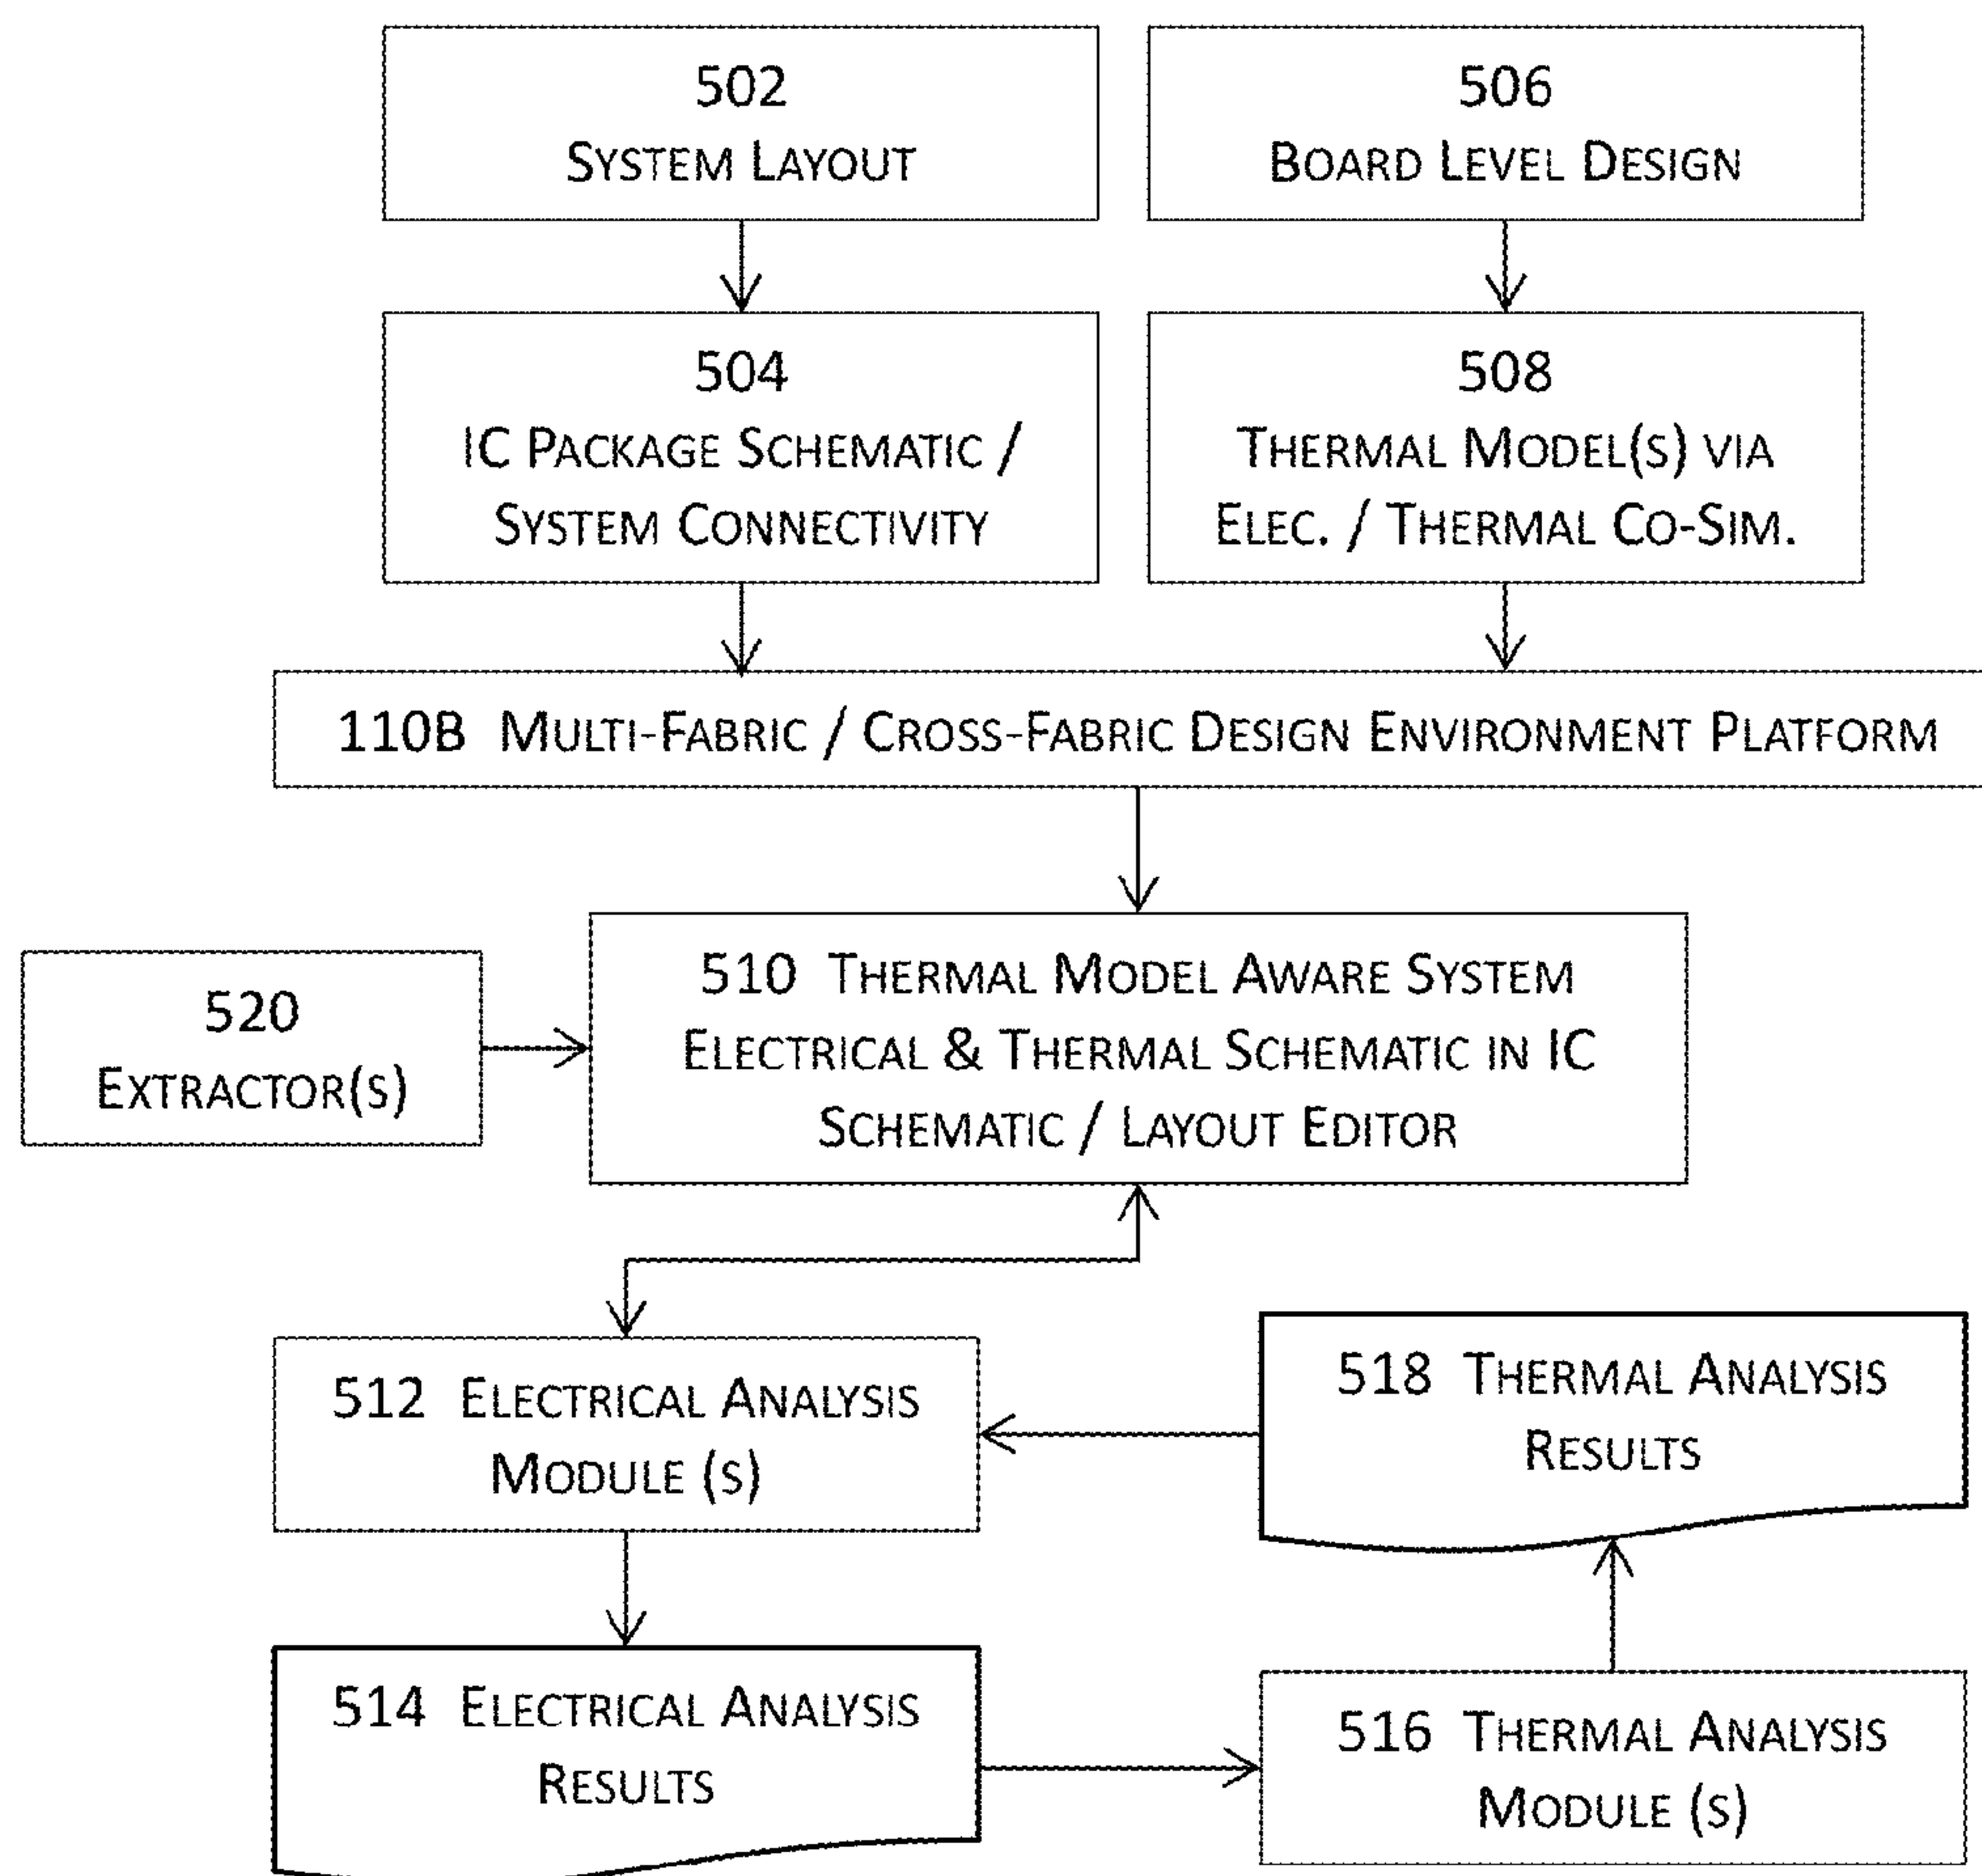 502
SYSTEM LAYOUT
506
BOARD LEVEL DESIGN
504
IC PACKAGE SCHEMATIC /
SYSTEM CONNECTIVITY
508
THERMAL MODEL(S) VIA
ELEC. / THERMAL CO-SIM.
110B MULTI-FABRIC / CROSS-FABRIC DESIGN ENVIRONMENT PLATFORM
510 THERMAL MODEL AWARE SYSTEM
ELECTRICAL & THERMAL SCHEMATIC IN IC
SCHEMATIC / LAYOUT EDITOR
520
EXTRACTOR(S)
512 ELECTRICAL ANALYSIS
MODULE (S)
518 THERMAL ANALYSIS
RESULTS
514 ELECTRICAL ANALYSIS
RESULTS
516 THERMAL ANALYSIS
MODULE (S)